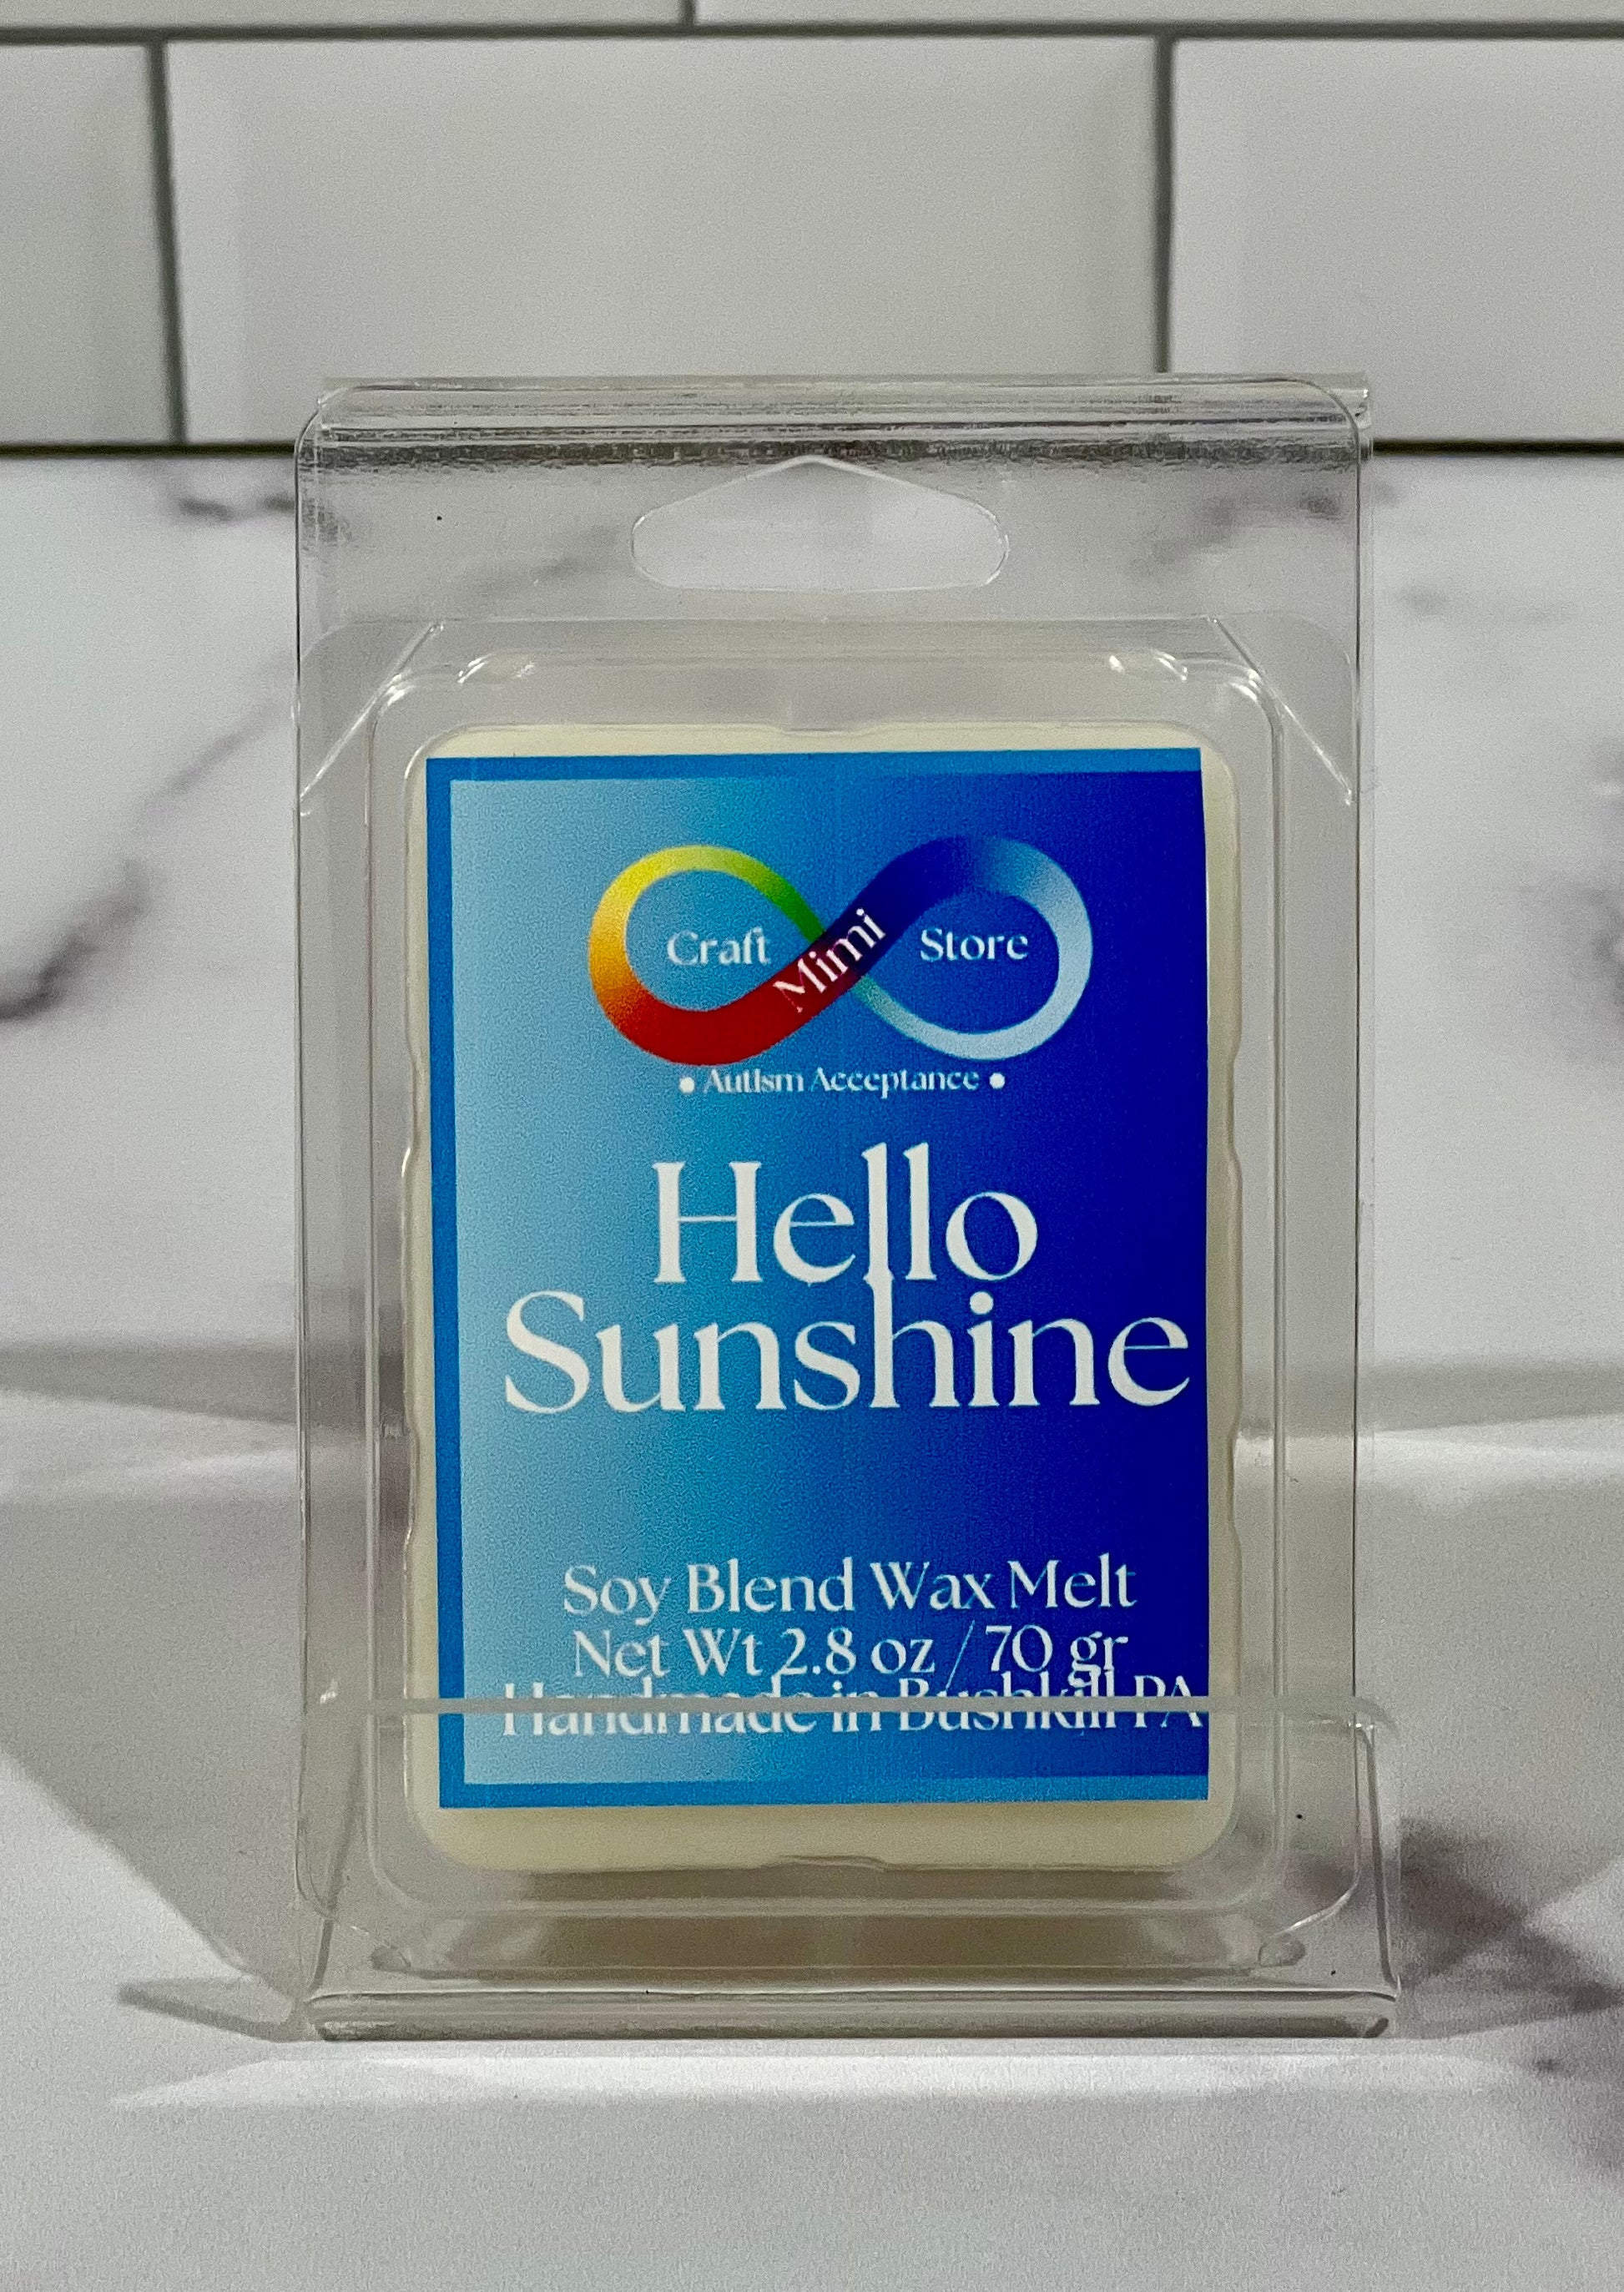 Craft Mimi Store
• Autism Acceptance •
Hello
Sunshine
Soy Blend Wax Melt
Net Wt 2.8 oz / 70 gr
Handmade in Bushkill PA